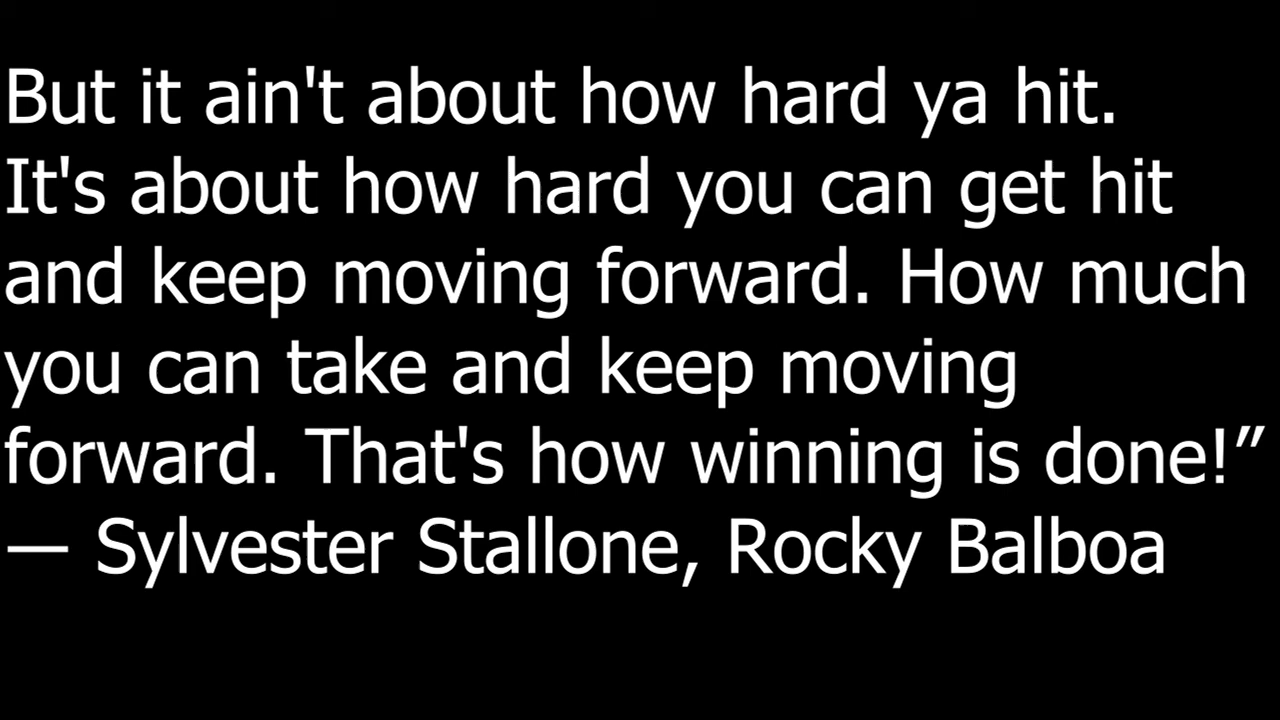 But it ain't about how hard ya hit.
It's about how hard you can get hit
and keep moving forward. How much
you can take and keep moving
forward. That's how winning is done!”
— Sylvester Stallone, Rocky Balboa